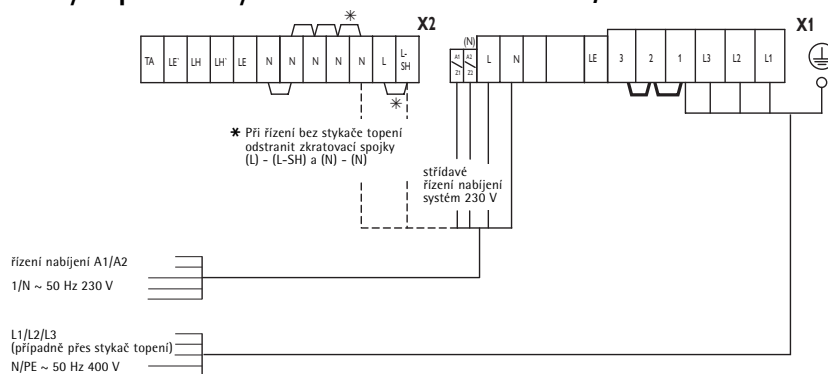 X2
X1
TA LE' LH LH' LE N N N N N L L-SH
A1 A2 (N) L N LE 3 2 1 L3 L2 L1
Z1 Z2
* Při řízení bez stykače topení
odstranit zkratovací spojky
(L) - (L-SH) a (N) - (N)
střídavé
řízení nabíjení
systém 230 V
řízení nabíjení A1/A2
1/N ~ 50 Hz 230 V
L1/L2/L3
(případně přes stykač topení)
N/PE ~ 50 Hz 400 V